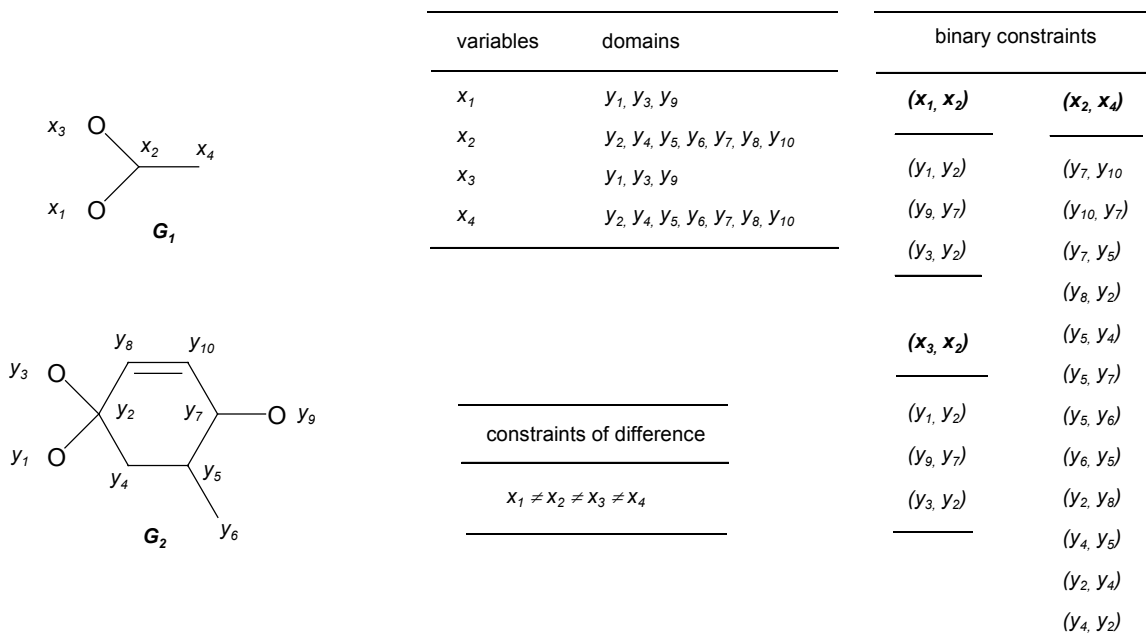 x3 O
x2 x4
x1 O
G1
y8 y10
y3 O
y2 y7 O y9
y1 O
y4 y5
y6
G2
variables domains
x1 y1, y3, y9
x2 y2, y4, y5, y6, y7, y8, y10
x3 y1, y3, y9
x4 y2, y4, y5, y6, y7, y8, y10
constraints of difference
x1 ≠ x2 ≠ x3 ≠ x4
binary constraints
(x1, x2)
(y1, y2)
(y9, y7)
(y3, y2)
(x3, x2)
(y1, y2)
(y9, y7)
(y3, y2)
(x2, x4)
(y7, y10
(y10, y7)
(y7, y5)
(y8, y2)
(y5, y4)
(y5, y7)
(y5, y6)
(y6, y5)
(y2, y8)
(y4, y5)
(y2, y4)
(y4, y2)